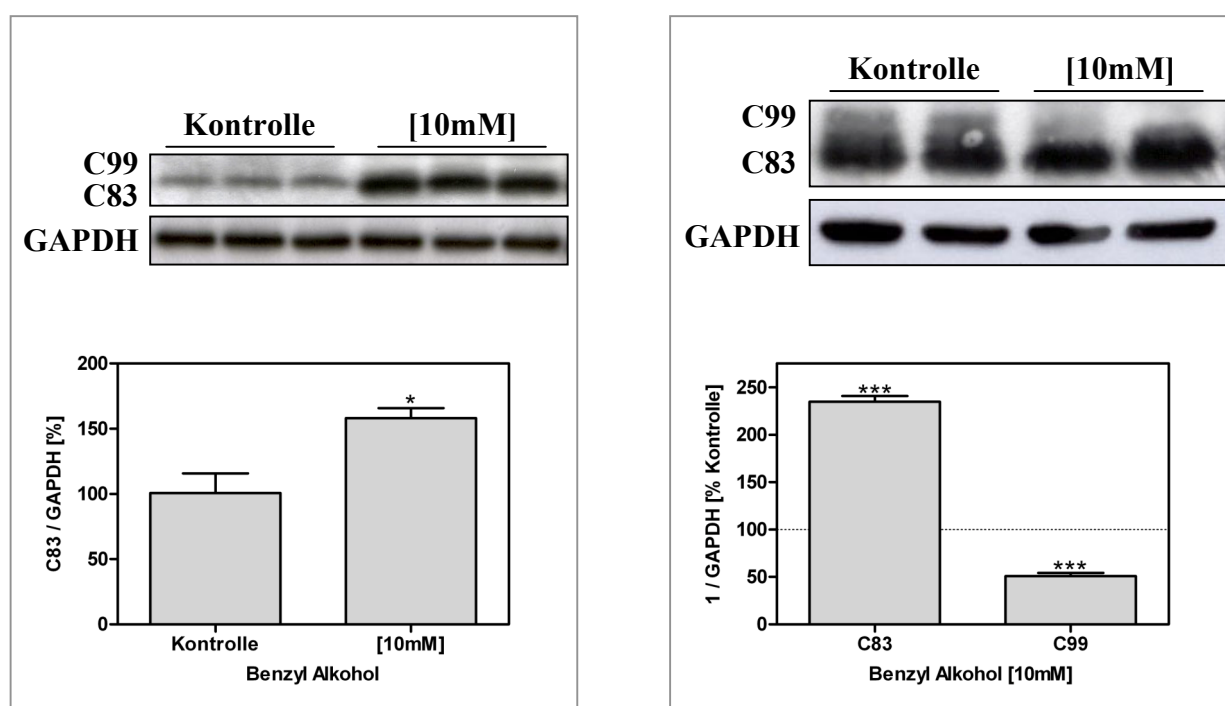 Kontrolle [10mM]
C99
C83
GAPDH
200
150
100
50
0
C83 / GAPDH [%]
*
Kontrolle [10mM]
Benzyl Alkohol
Kontrolle [10mM]
C99
C83
GAPDH
250
200
150
100
50
0
1 / GAPDH [% Kontrolle]
***
***
C83 C99
Benzyl Alkohol [10mM]